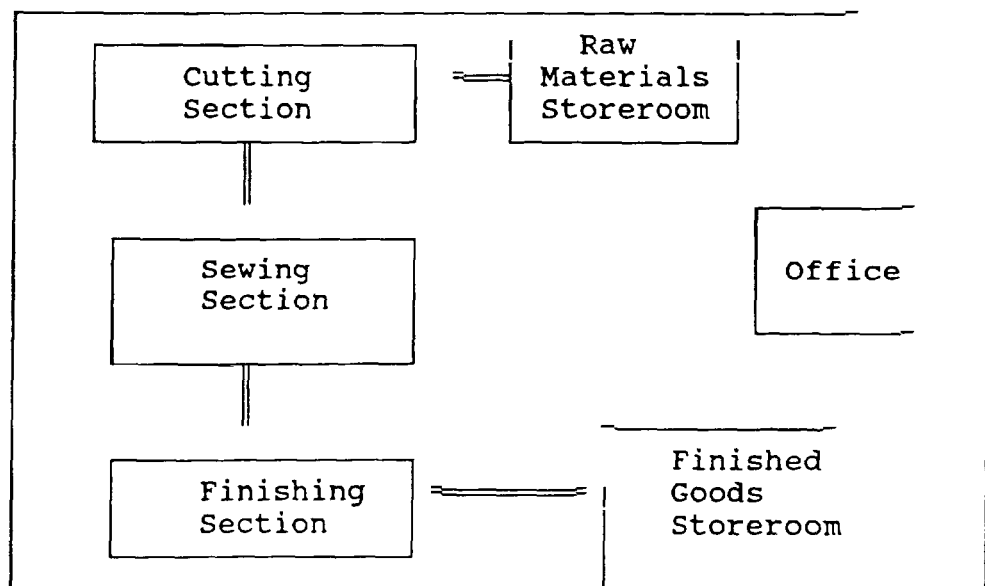 Cutting
Section
Raw
Materials
Storeroom
Sewing
Section
Office
Finishing
Section
Finished
Goods
Storeroom